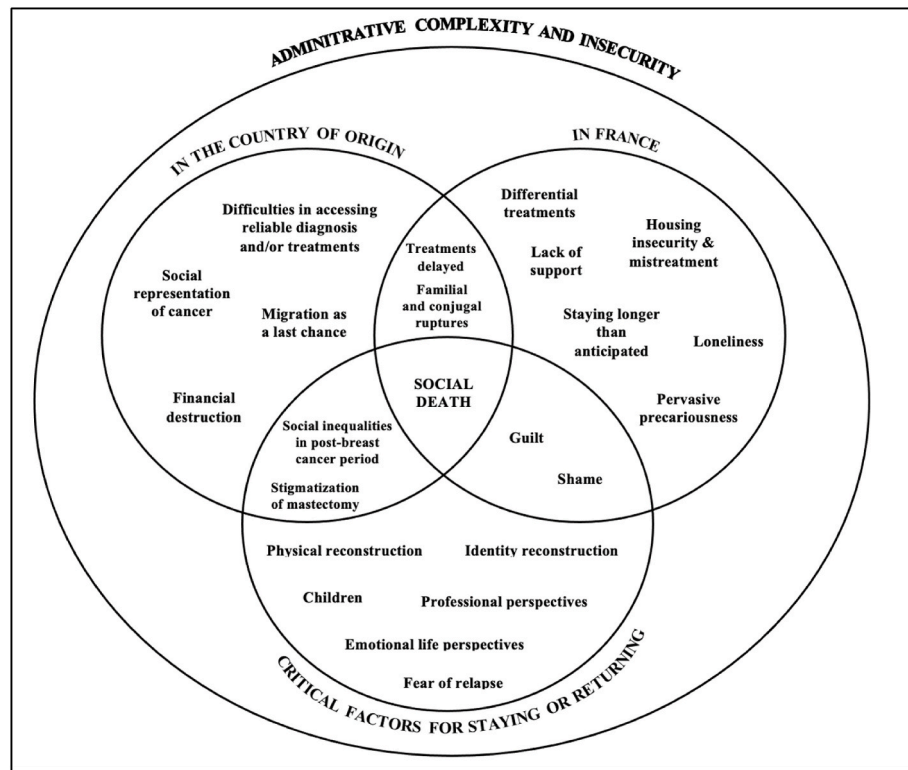 ADMINITRATIVE COMPLEXITY AND INSECURITY
IN THE COUNTRY OF ORIGIN
Difficulties in accessing
reliable diagnosis
and/or treatments
Social
representation
of cancer
Migration as
a last chance
Financial
destruction
Treatments
delayed
Familial
and conjugal
ruptures
IN FRANCE
Differential
treatments
Housing
insecurity &
mistreatment
Lack of
support
Staying longer
than
anticipated
Loneliness
Pervasive
precariousness
SOCIAL
DEATH
Social inequalities
in post-breast
cancer period
Stigmatization
of mastectomy
Guilt
Shame
Physical reconstruction
Identity reconstruction
Children
Professional perspectives
Emotional life perspectives
Fear of relapse
CRITICAL FACTORS FOR STAYING OR RETURNING